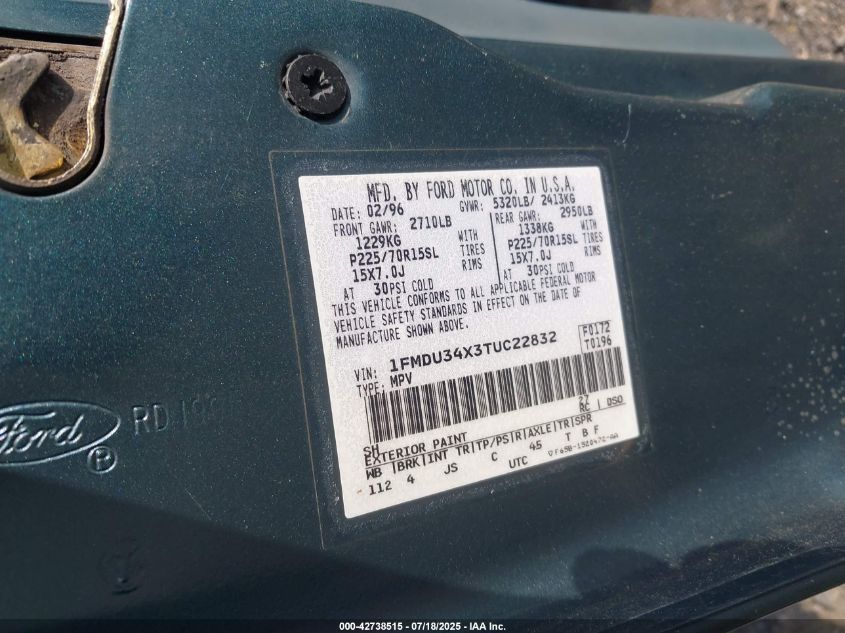 MFD. BY FORD MOTOR CO. IN U.S.A.
DATE: 02/96 GVWR: 5320LB/ 2413KG
FRONT GAWR: 2710LB REAR GAWR: 2950LB
1229KG WITH 1338KG WITH
P225/70R15SL TIRES P225/70R15SL TIRES
15X7.0J RIMS 15X7.0J RIMS
AT 30PSI COLD AT 30PSI COLD
THIS VEHICLE CONFORMS TO ALL APPLICABLE FEDERAL MOTOR
VEHICLE SAFETY STANDARDS IN EFFECT ON THE DATE OF
MANUFACTURE SHOWN ABOVE.
VIN: 1FMDU34X3TUC22832 F0172
TYPE: MPV T0196
27
SH RC DSO
EXTERIOR PAINT
WB BRK INT TR TP/PS R AXLE TR SPR
112 4 JS C 45 T B F
UTC
Ford
RD
P
000-42738515 - 07/18/2025 - IAA Inc.